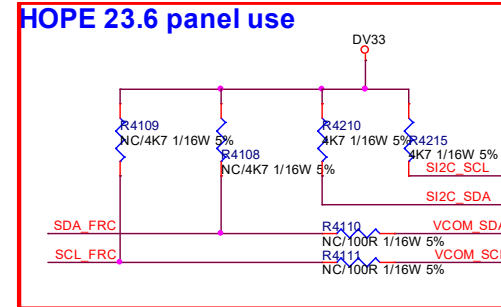 HOPE 23.6 panel use
DV33
R4109
NC/4K7 1/16W 5%
R4108
NC/4K7 1/16W 5%
R4210
4K7 1/16W 5%
R4215
4K7 1/16W 5%
SI2C_SCL
SI2C_SDA
SDA_FRC
R4110
NC/100R 1/16W 5%
VCOM_SDA
SCL_FRC
R4111
NC/100R 1/16W 5%
VCOM_SCL